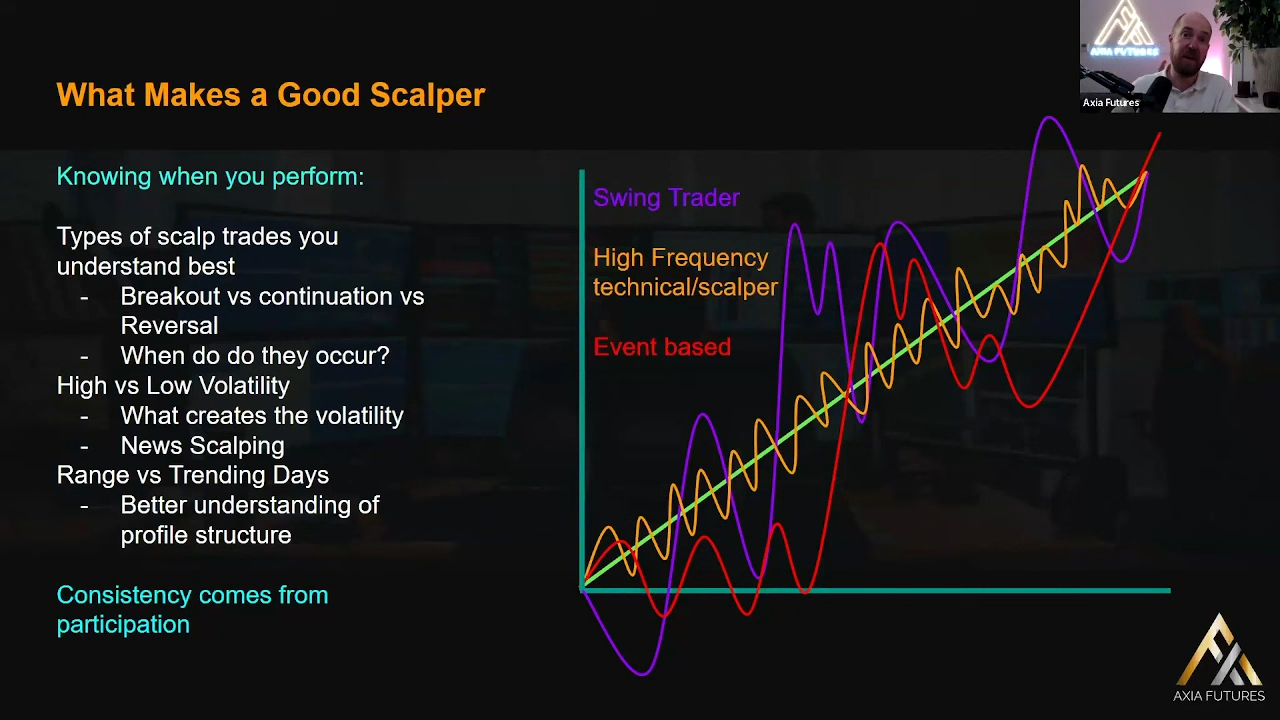 AXIA FUTURES
Axia Futures
What Makes a Good Scalper
Knowing when you perform:
Types of scalp trades you
understand best
- Breakout vs continuation vs
Reversal
- When do do they occur?
High vs Low Volatility
- What creates the volatility
- News Scalping
Range vs Trending Days
- Better understanding of
profile structure
Consistency comes from
participation
Swing Trader
High Frequency
technical/scalper
Event based
AXIA FUTURES